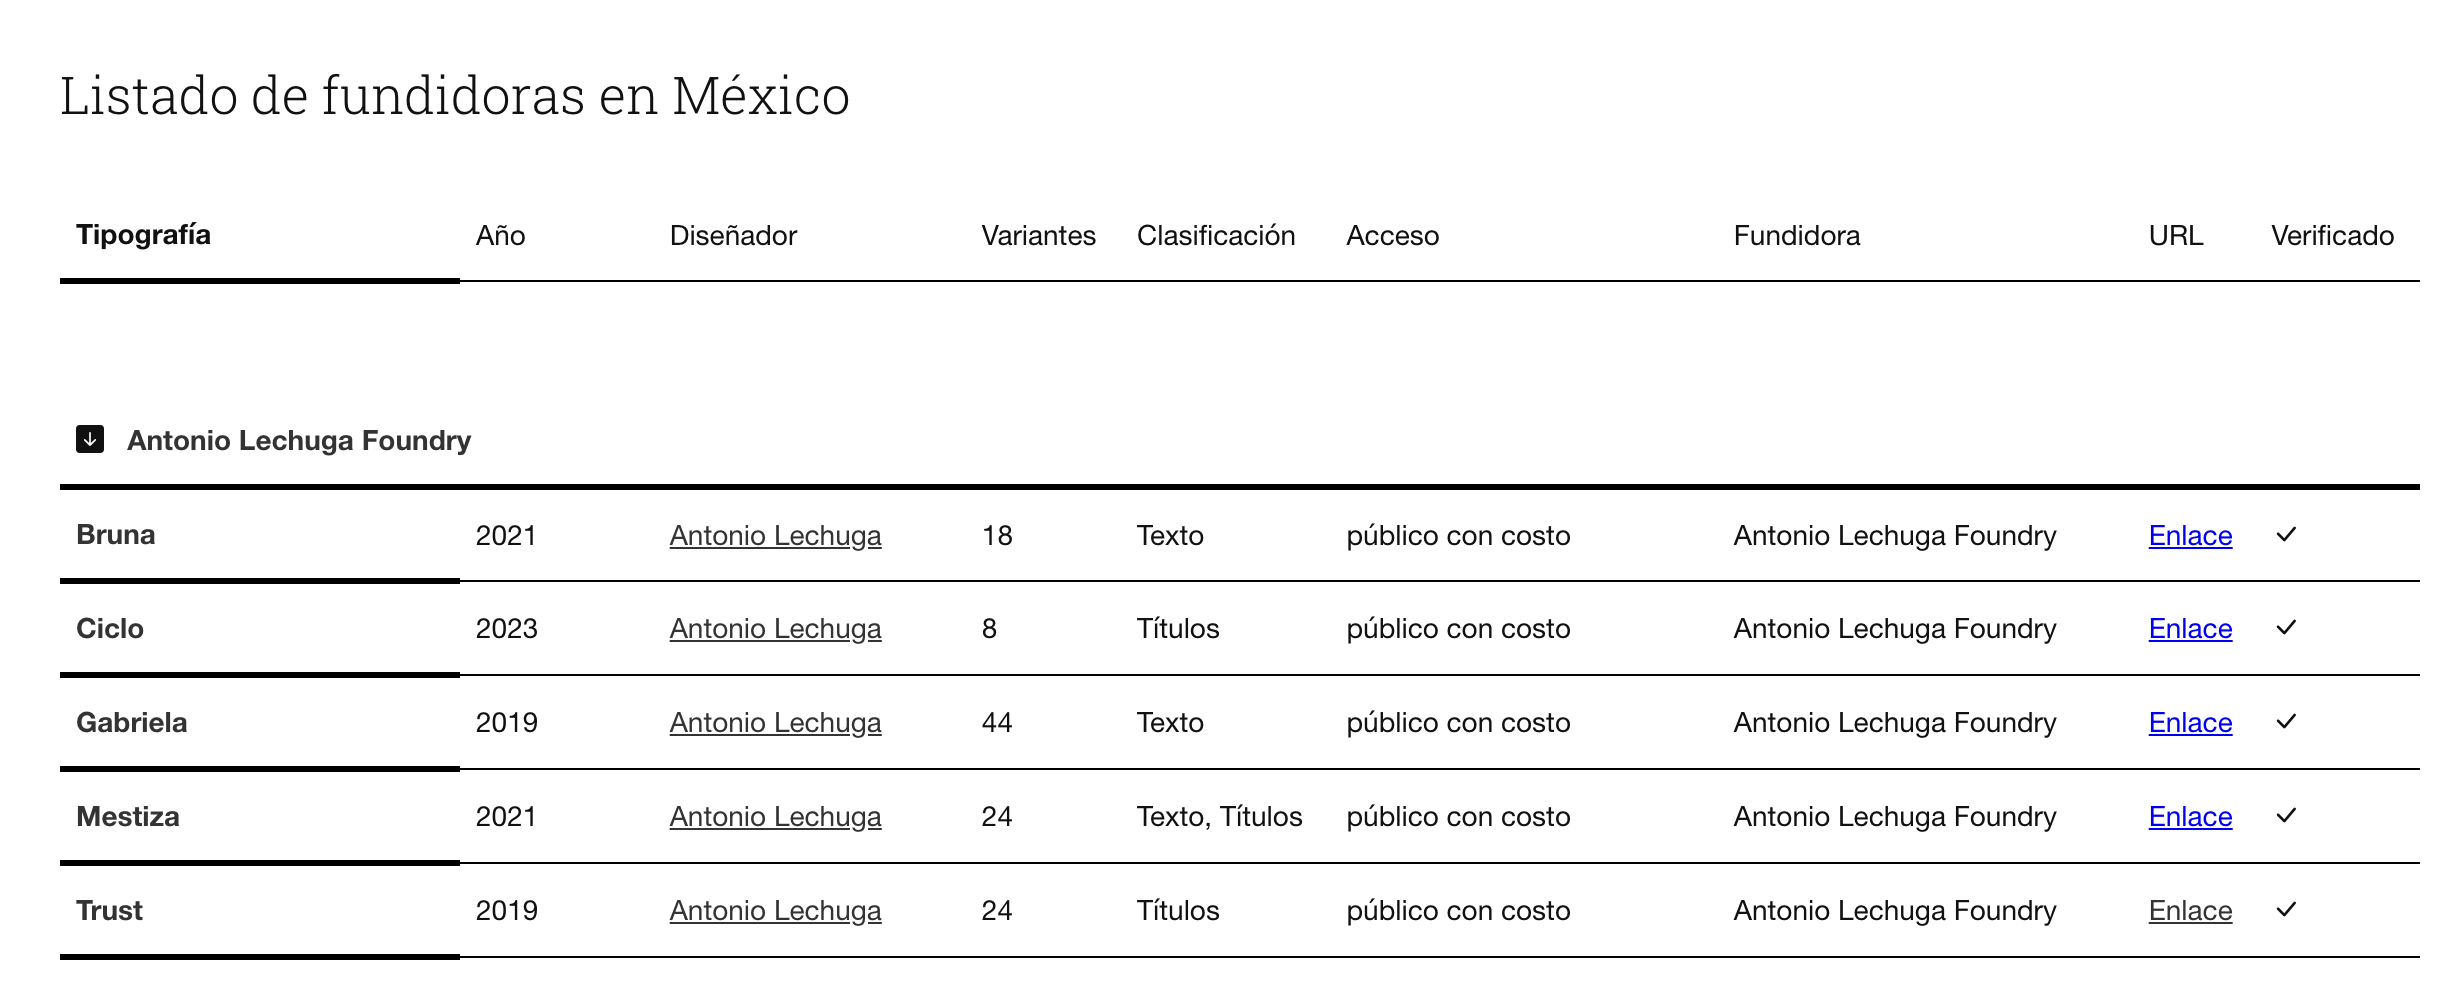 Listado de fundidoras en México
Tipografía Año Diseñador Variantes Clasificación Acceso Fundidora URL Verificado
Antonio Lechuga Foundry
Bruna 2021 Antonio Lechuga 18 Texto público con costo Antonio Lechuga Foundry Enlace ✓
Ciclo 2023 Antonio Lechuga 8 Títulos público con costo Antonio Lechuga Foundry Enlace ✓
Gabriela 2019 Antonio Lechuga 44 Texto público con costo Antonio Lechuga Foundry Enlace ✓
Mestiza 2021 Antonio Lechuga 24 Texto, Títulos público con costo Antonio Lechuga Foundry Enlace ✓
Trust 2019 Antonio Lechuga 24 Títulos público con costo Antonio Lechuga Foundry Enlace ✓